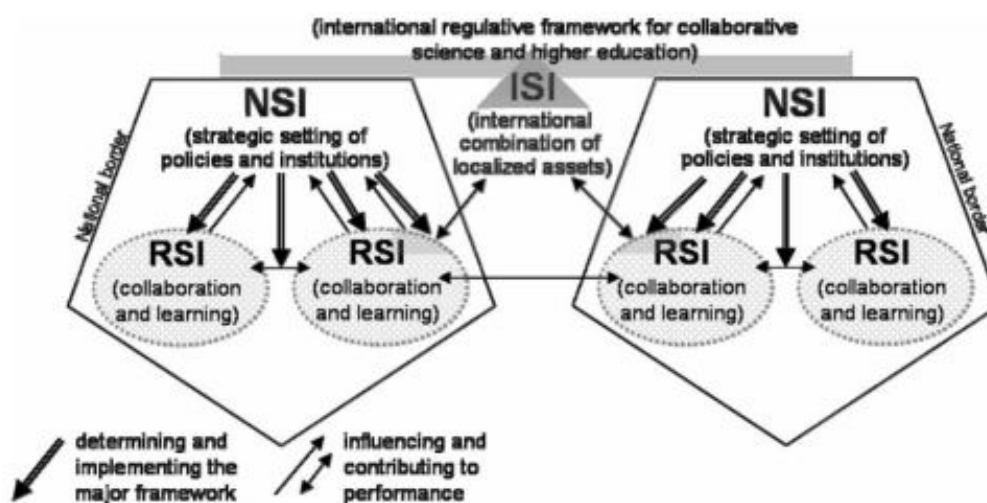 (international regulative framework for collaborative
science and higher education)
ISI
(international
combination of
localized assets)
National border
NSI
(strategic setting of
policies and institutions)
RSI
(collaboration
and learning)
RSI
(collaboration
and learning)
NSI
(strategic setting of
policies and institutions)
National border
RSI
(collaboration
and learning)
RSI
(collaboration
and learning)
determining and
implementing the
major framework
influencing and
contributing to
performance